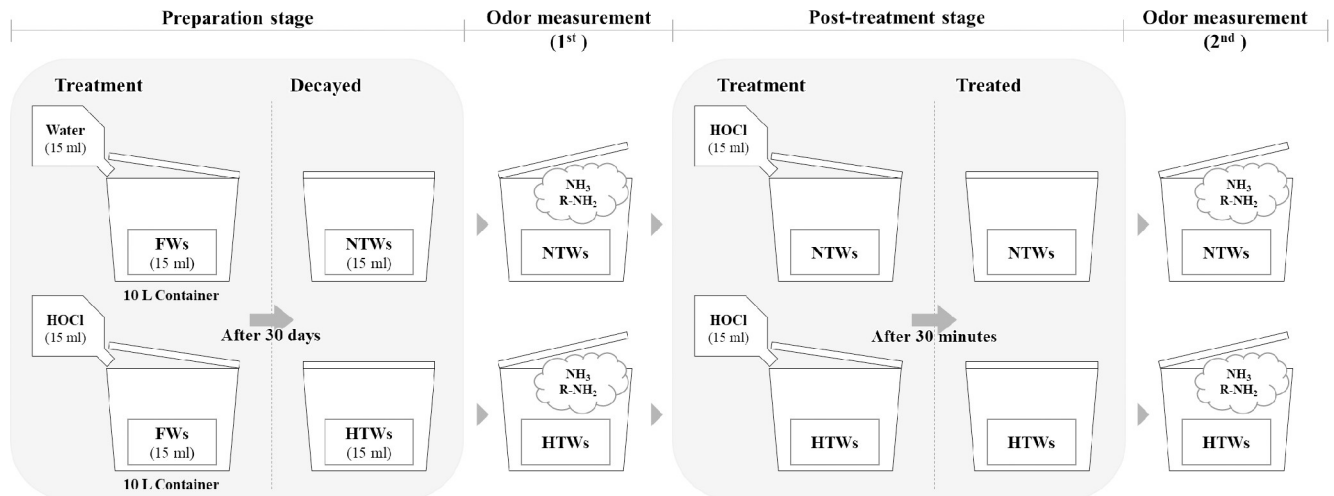 Preparation stage
Odor measurement
(1st )
Post-treatment stage
Odor measurement
(2nd )
Treatment
Decayed
Water
(15 ml)
FWs
(15 ml)
10 L Container
NTWs
(15 ml)
HOCl
(15 ml)
After 30 days
FWs
(15 ml)
10 L Container
HTWs
(15 ml)
NH3
R-NH2
NTWs
NH3
R-NH2
HTWs
Treatment
Treated
HOCl
(15 ml)
NTWs
NTWs
HOCl
(15 ml)
After 30 minutes
HTWs
HTWs
NH3
R-NH2
NTWs
NH3
R-NH2
HTWs